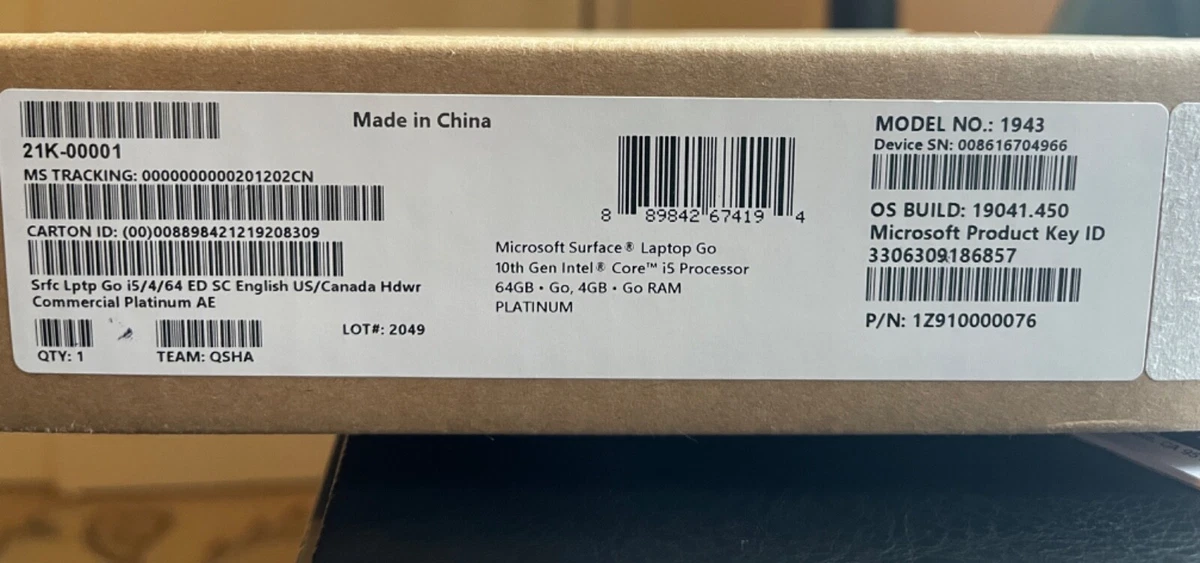 21K-00001
MS TRACKING: 0000000000201202CN
CARTON ID: (00)008898421219208309
Srfc Lptp Go i5/4/64 ED SC English US/Canada Hdwr
Commercial Platinum AE
QTY: 1
TEAM: QSHA
LOT#: 2049
Made in China
8 89842 67419 4
Microsoft Surface® Laptop Go
10th Gen Intel® Core™ i5 Processor
64GB • Go, 4GB • Go RAM
PLATINUM
MODEL NO.: 1943
Device SN: 008616704966
OS BUILD: 19041.450
Microsoft Product Key ID
3306309186857
P/N: 1Z910000076